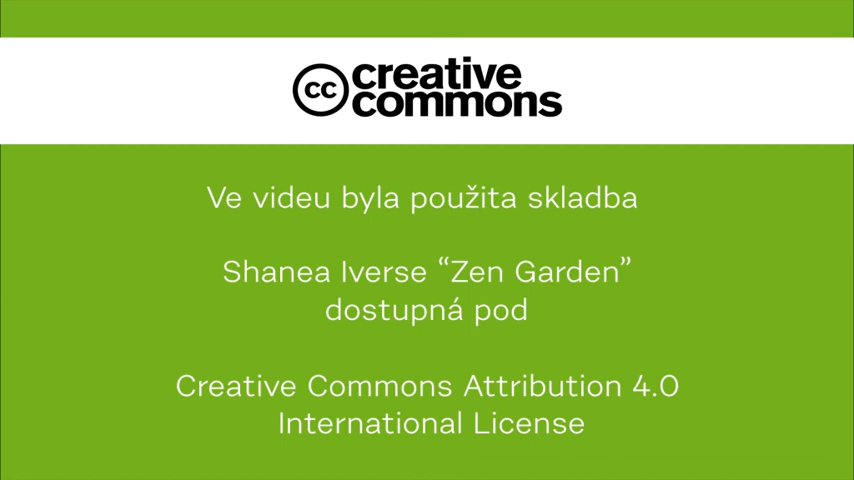 cc creative
commons
Ve videu byla použita skladba
Shanea Iverse “Zen Garden”
dostupná pod
Creative Commons Attribution 4.0
International License